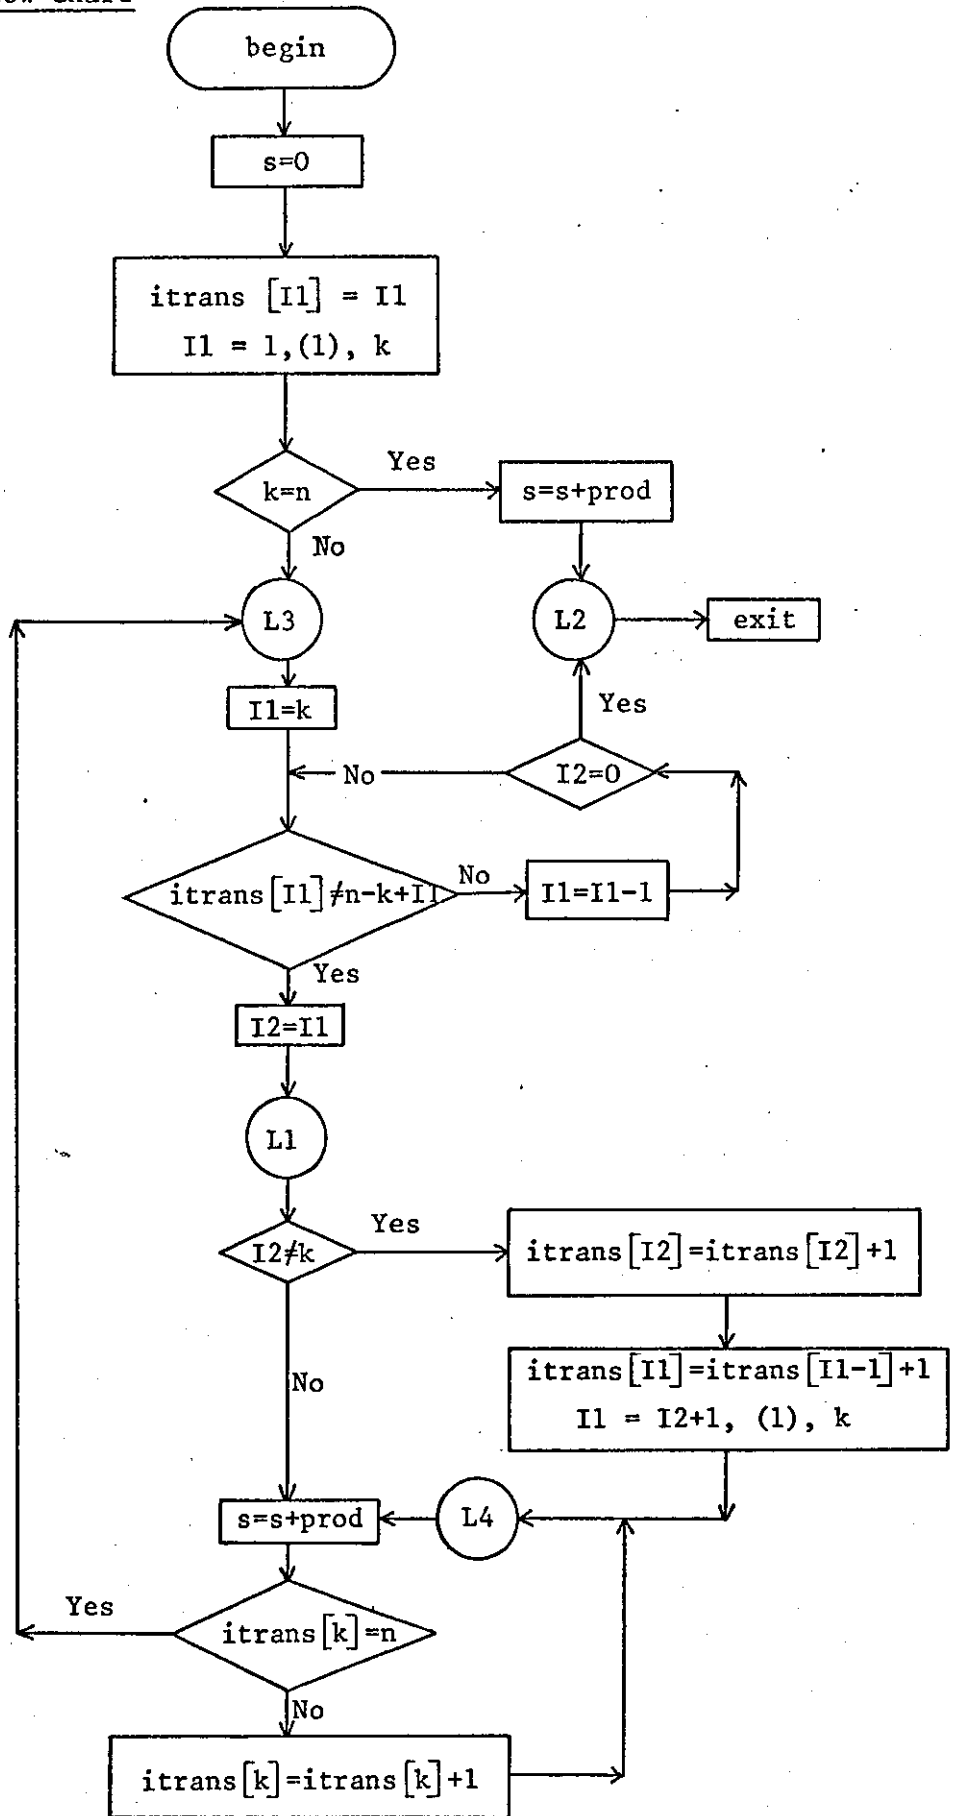 begin
s=0
itrans [I1] = I1
I1 = 1,(1), k
k=n
Yes
s=s+prod
No
L3
L2
exit
I1=k
Yes
No
I2=0
itrans[I1]≠n-k+I1
No
I1=I1-1
Yes
I2=I1
L1
I2≠k
Yes
itrans[I2]=itrans[I2]+1
itrans[I1]=itrans[I1-1]+1
I1 = I2+1, (1), k
No
s=s+prod
L4
Yes
itrans[k]=n
No
itrans[k]=itrans[k]+1